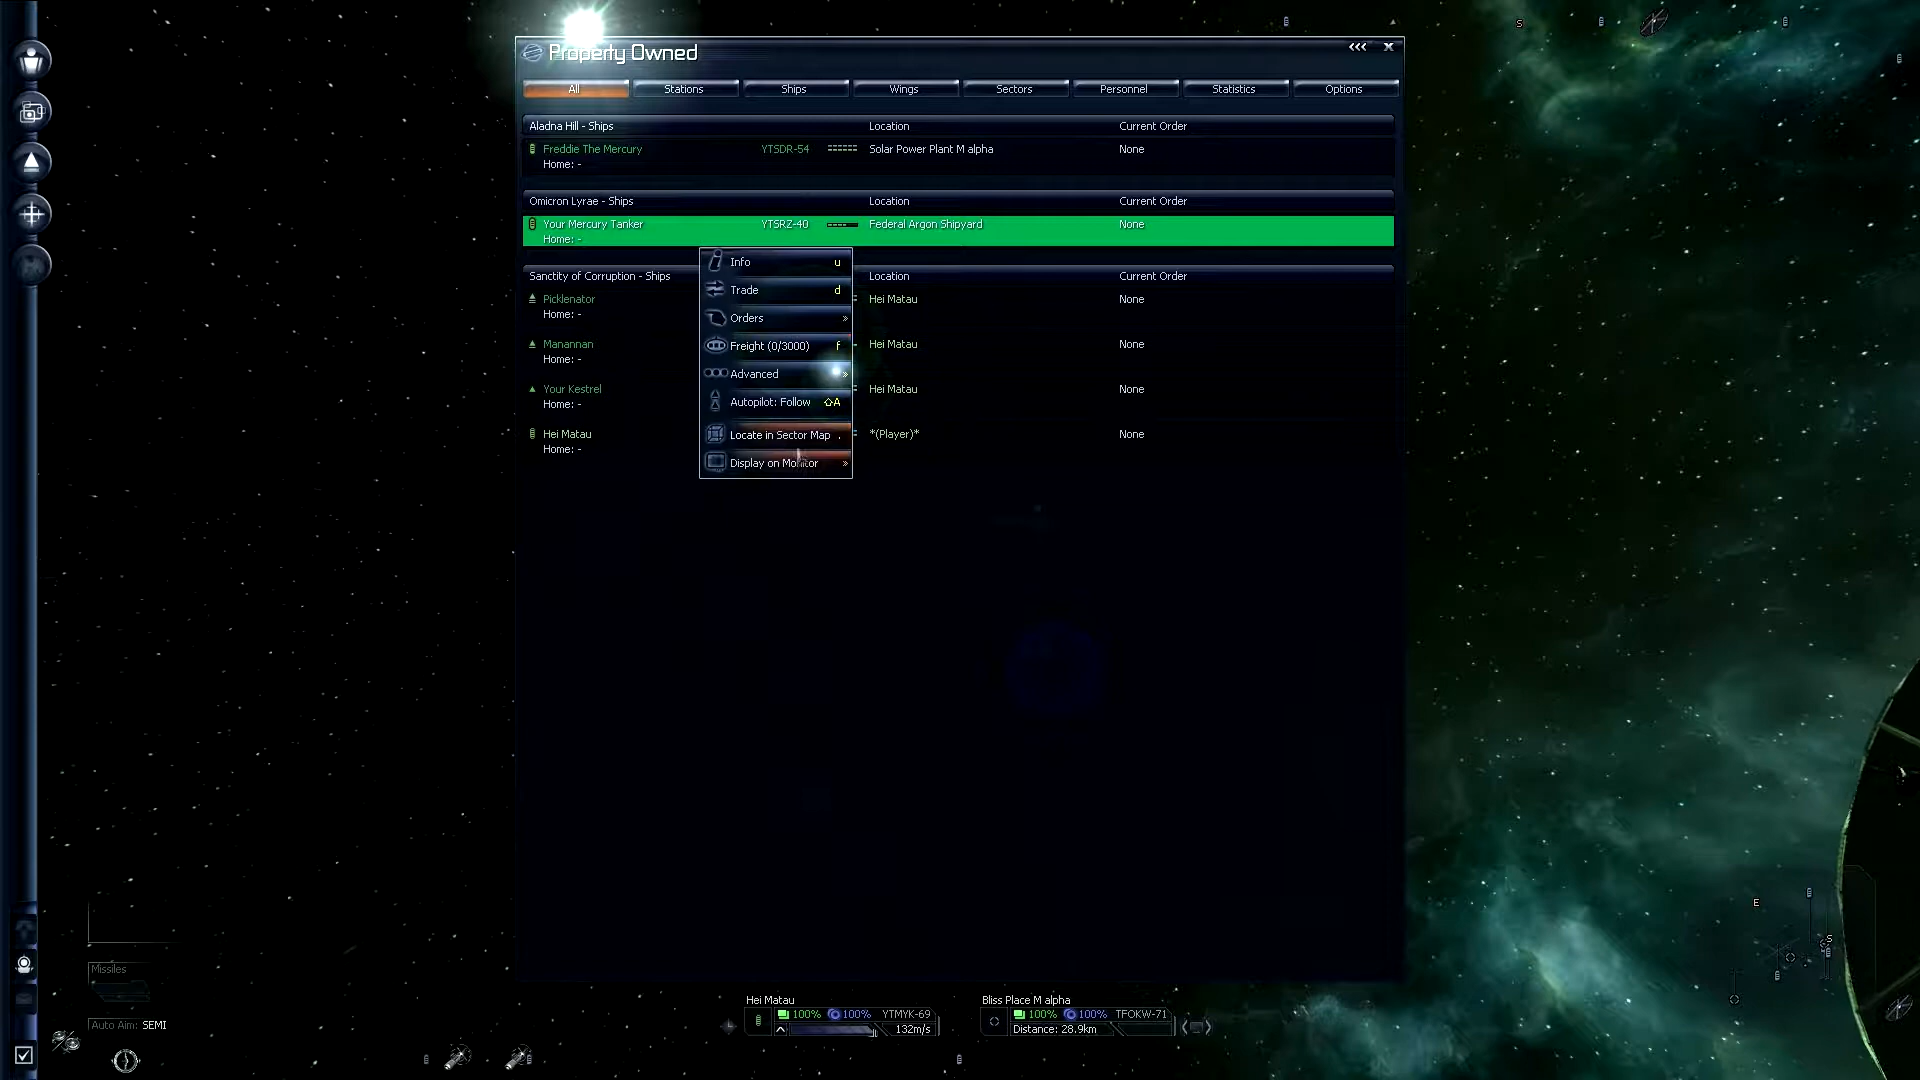 S
Property Owned
All Stations Ships Wings Sectors Personnel Statistics Options
Aladna Hill - Ships Location Current Order
Freddie The Mercury YTSDR-54 Solar Power Plant M alpha None
Home: -
Omicron Lyrae - Ships Location Current Order
Your Mercury Tanker YTSRZ-40 Federal Argon Shipyard None
Home: -
Info u
Trade d
Orders »
Freight (0/3000) f
Advanced »
Autopilot: Follow ⇧A
Locate in Sector Map .
Display on Monitor »
Sanctity of Corruption - Ships Location Current Order
Picklenator Hei Matau None
Home: -
Manannan Hei Matau None
Home: -
Your Kestrel Hei Matau None
Home: -
Hei Matau *(Player)* None
Home: -
E
S
Missiles
Auto Aim: SEMI
Hei Matau
100% 100% YTMYK-69
132m/s
Bliss Place M alpha
100% 100% TFOKW-71
Distance: 28.9km